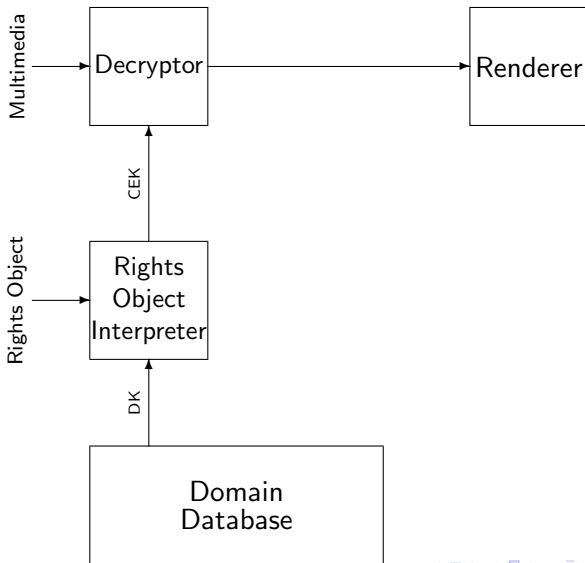 Multimedia
Decryptor
Renderer
CEK
Rights Object
Rights
Object
Interpreter
DK
Domain
Database